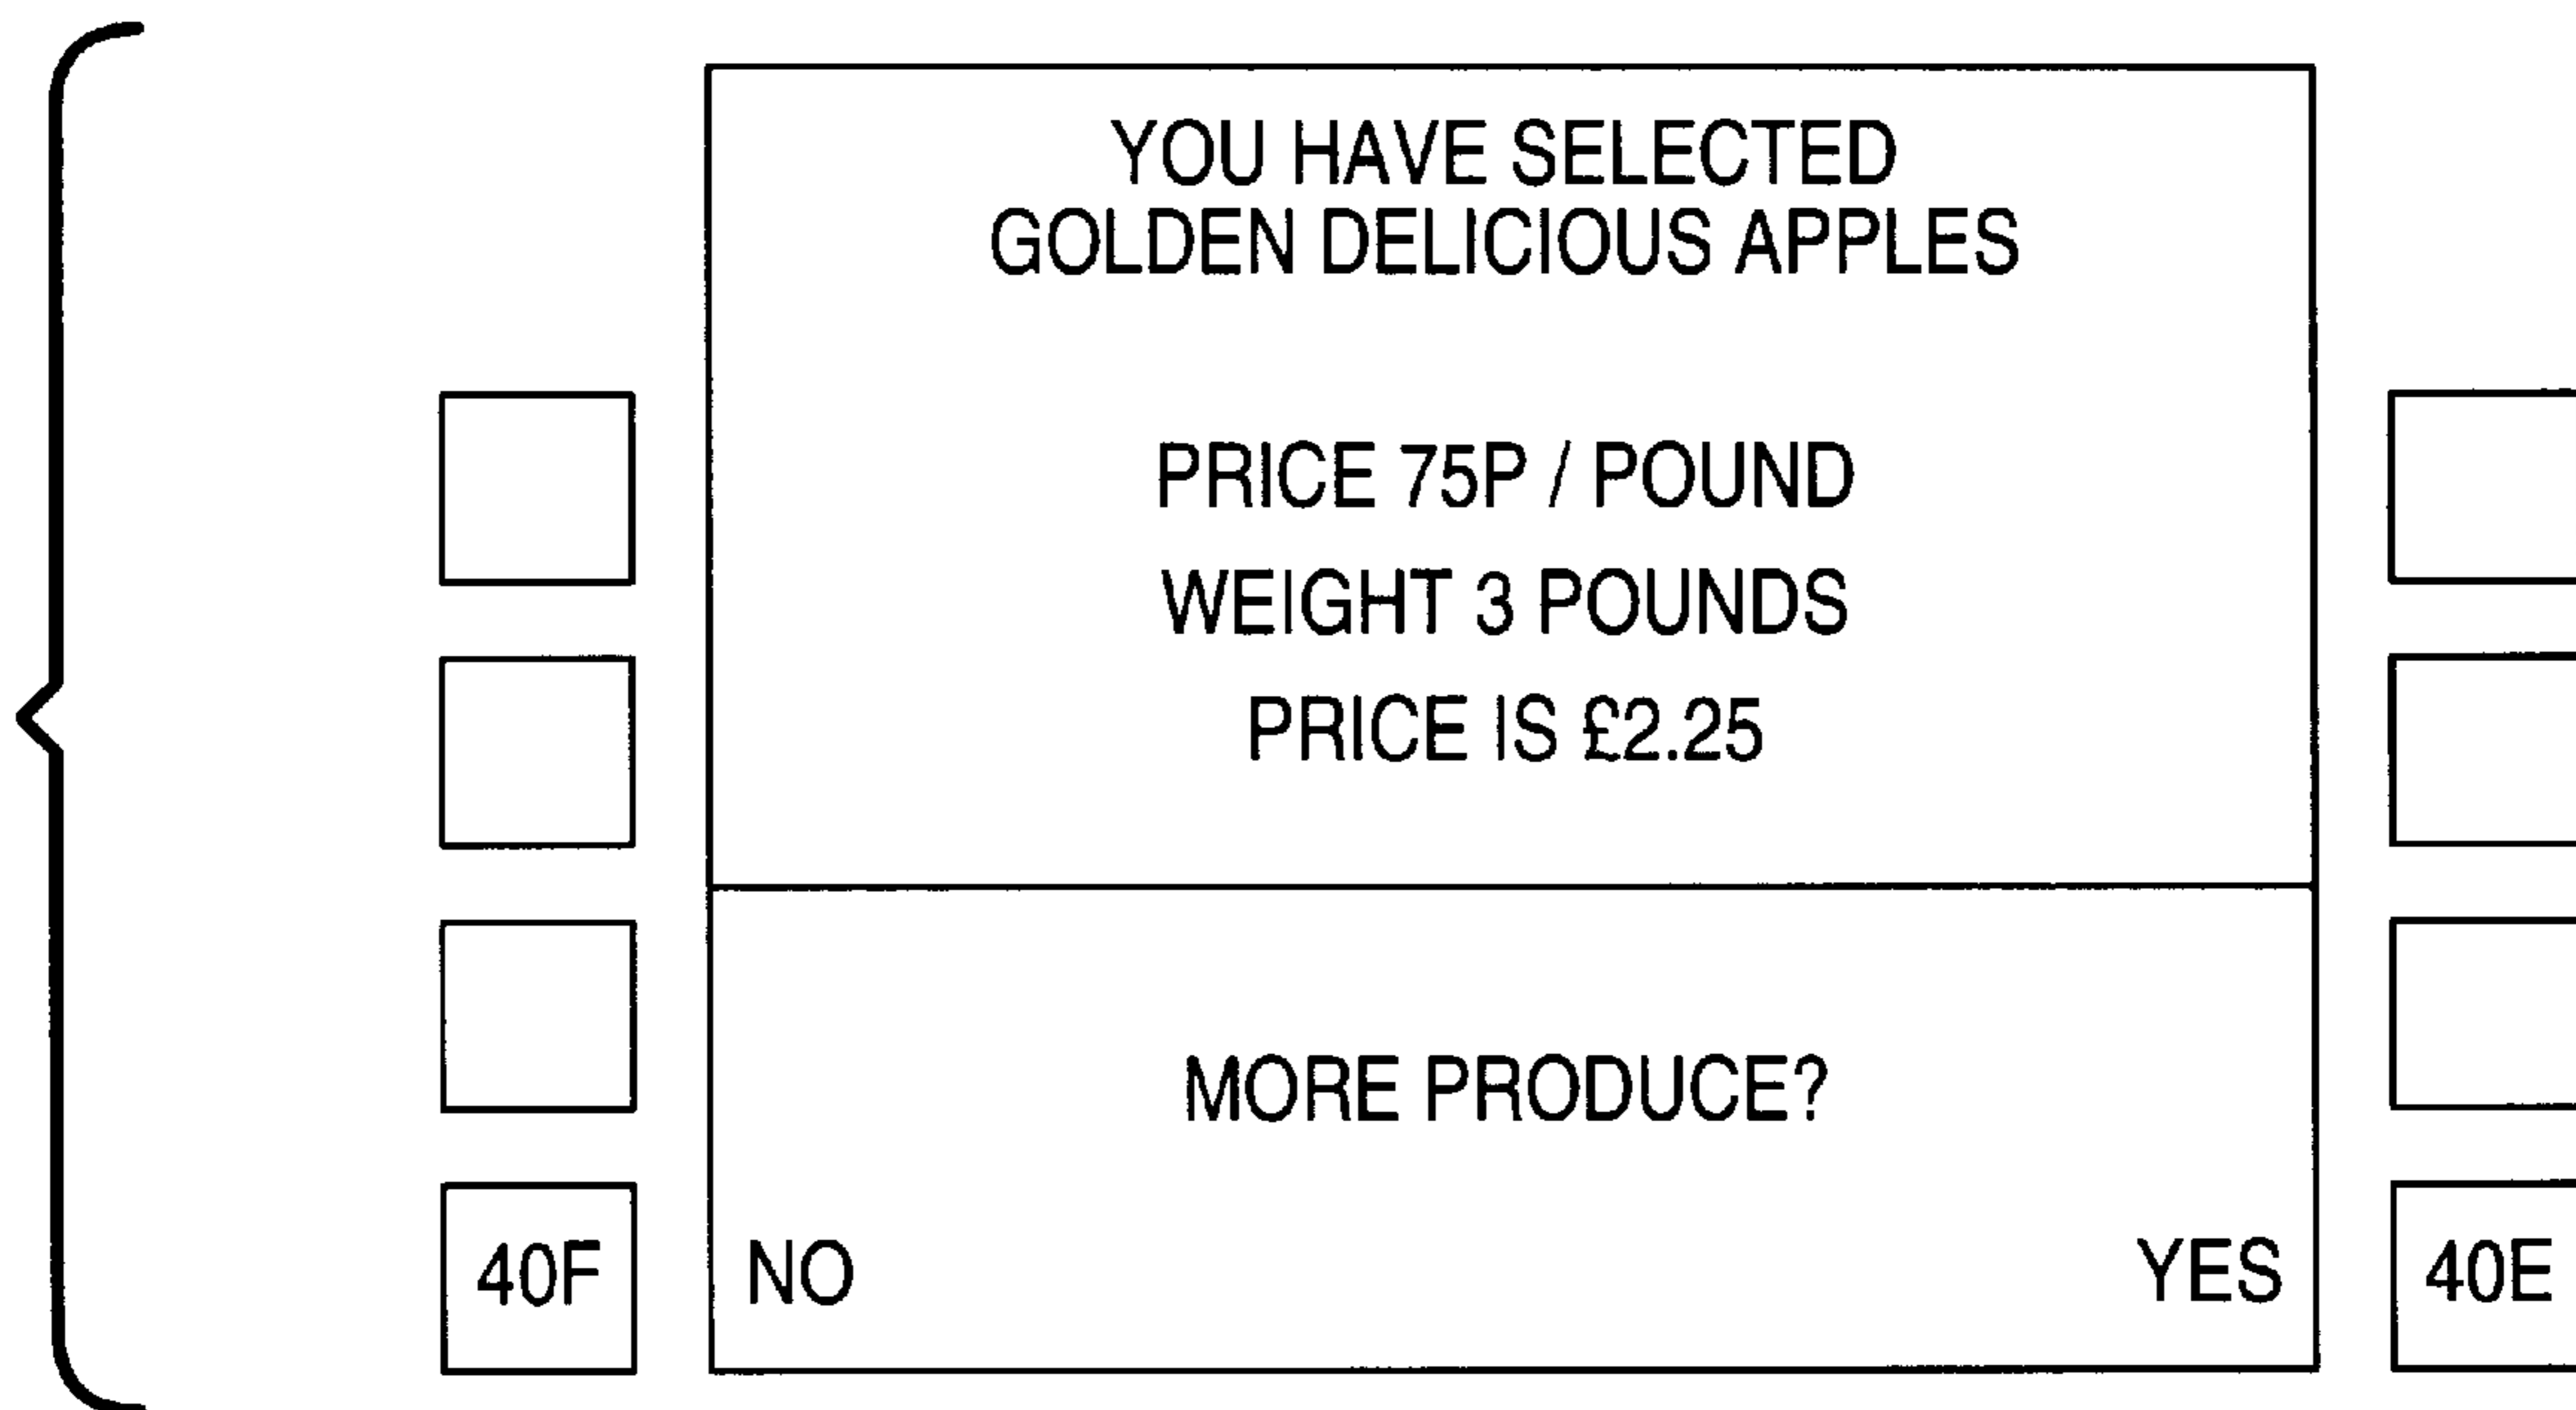 YOU HAVE SELECTED
GOLDEN DELICIOUS APPLES
PRICE 75P / POUND
WEIGHT 3 POUNDS
PRICE IS £2.25
MORE PRODUCE?
40F NO YES 40E